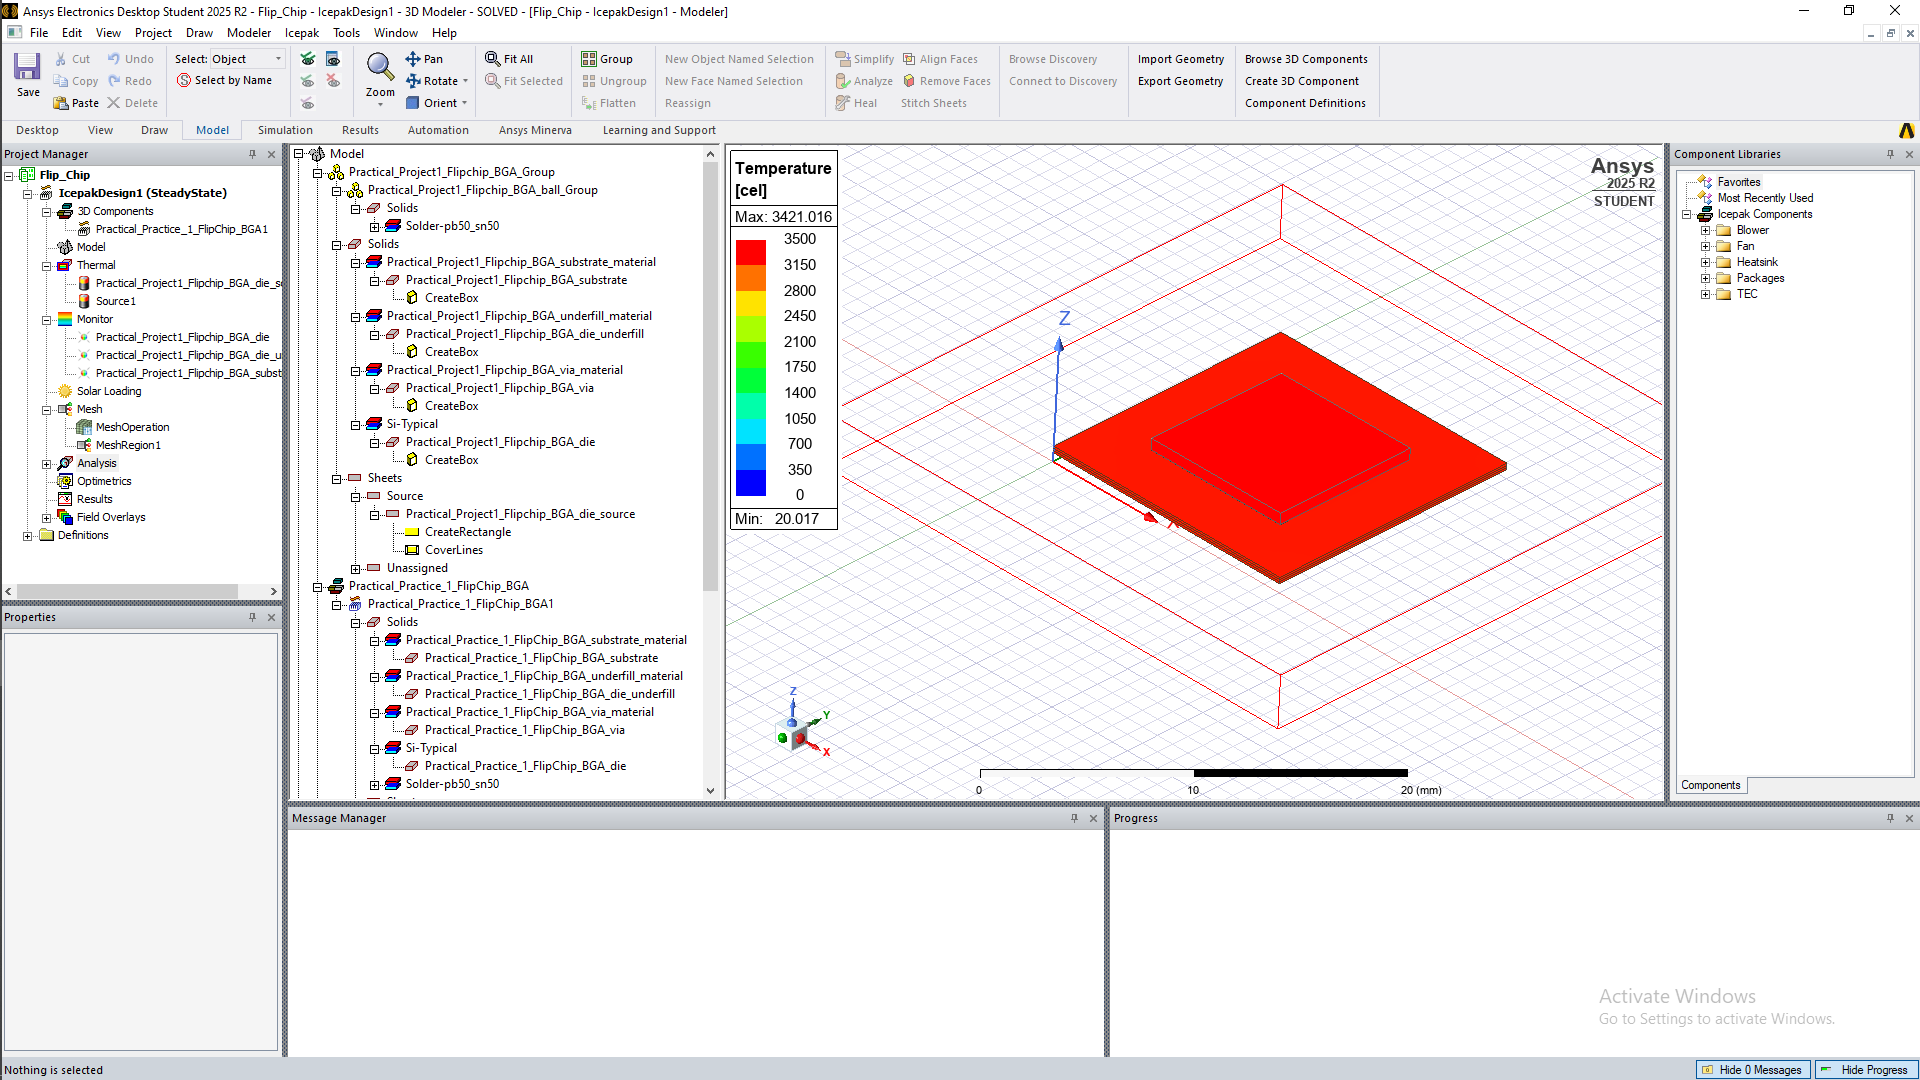 Ansys Electronics Desktop Student 2025 R2 - Flip_Chip - IcepakDesign1 - 3D Modeler - SOLVED - [Flip_Chip - IcepakDesign1 - Modeler]
File Edit View Project Draw Modeler Icepak Tools Window Help
Save
Cut
Copy
Paste
Undo
Redo
Delete
Select: Object
Select by Name
Zoom
Pan
Rotate
Orient
Fit All
Fit Selected
Group
Ungroup
Flatten
New Object Named Selection
New Face Named Selection
Reassign
Simplify
Analyze
Heal
Align Faces
Remove Faces
Stitch Sheets
Browse Discovery
Connect to Discovery
Import Geometry
Export Geometry
Browse 3D Components
Create 3D Component
Component Definitions
Desktop View Draw Model Simulation Results Automation Ansys Minerva Learning and Support
Project Manager
Flip_Chip
IcepakDesign1 (SteadyState)
3D Components
Practical_Practice_1_FlipChip_BGA1
Model
Thermal
Practical_Project1_Flipchip_BGA_die_s
Source1
Monitor
Practical_Project1_Flipchip_BGA_die
Practical_Project1_Flipchip_BGA_die_u
Practical_Project1_Flipchip_BGA_subst
Solar Loading
Mesh
MeshOperation
MeshRegion1
Analysis
Optimetrics
Results
Field Overlays
Definitions
Properties
Model
Practical_Project1_Flipchip_BGA_Group
Practical_Project1_Flipchip_BGA_ball_Group
Solids
Solder-pb50_sn50
Solids
Practical_Project1_Flipchip_BGA_substrate_material
Practical_Project1_Flipchip_BGA_substrate
CreateBox
Practical_Project1_Flipchip_BGA_underfill_material
Practical_Project1_Flipchip_BGA_die_underfill
CreateBox
Practical_Project1_Flipchip_BGA_via_material
Practical_Project1_Flipchip_BGA_via
CreateBox
Si-Typical
Practical_Project1_Flipchip_BGA_die
CreateBox
Sheets
Source
Practical_Project1_Flipchip_BGA_die_source
CreateRectangle
CoverLines
Unassigned
Practical_Practice_1_FlipChip_BGA
Practical_Practice_1_FlipChip_BGA1
Solids
Practical_Practice_1_FlipChip_BGA_substrate_material
Practical_Practice_1_FlipChip_BGA_substrate
Practical_Practice_1_FlipChip_BGA_underfill_material
Practical_Practice_1_FlipChip_BGA_die_underfill
Practical_Practice_1_FlipChip_BGA_via_material
Practical_Practice_1_FlipChip_BGA_via
Si-Typical
Practical_Practice_1_FlipChip_BGA_die
Solder-pb50_sn50
Temperature
[cel]
Max: 3421.016
3500
3150
2800
2450
2100
1750
1400
1050
700
350
0
Min: 20.017
Ansys
2025 R2
STUDENT
Z
X
Z
Y
X
0 10 20 (mm)
Component Libraries
Favorites
Most Recently Used
Icepak Components
Blower
Fan
Heatsink
Packages
TEC
Components
Message Manager
Progress
Activate Windows
Go to Settings to activate Windows.
Nothing is selected
Hide 0 Messages
Hide Progress